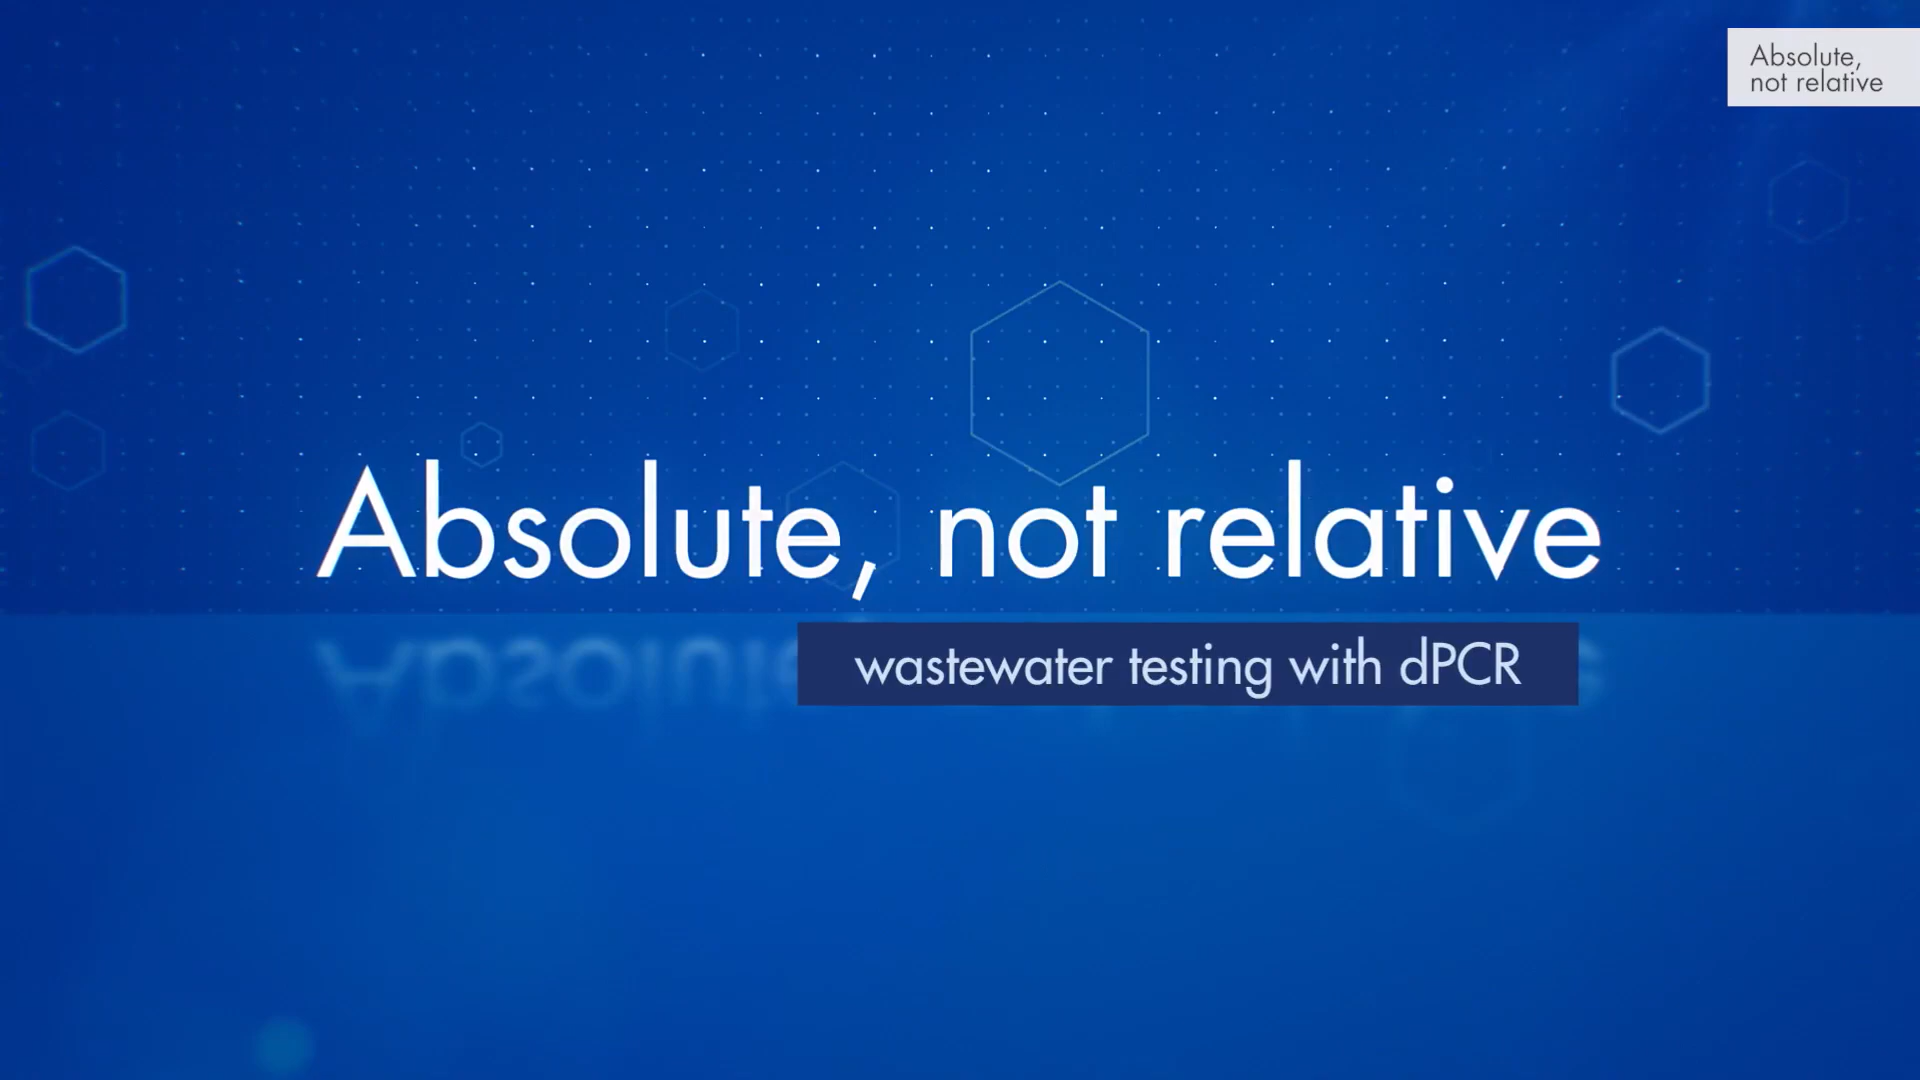 Absolute,
not relative
Absolute, not relative
wastewater testing with dPCR